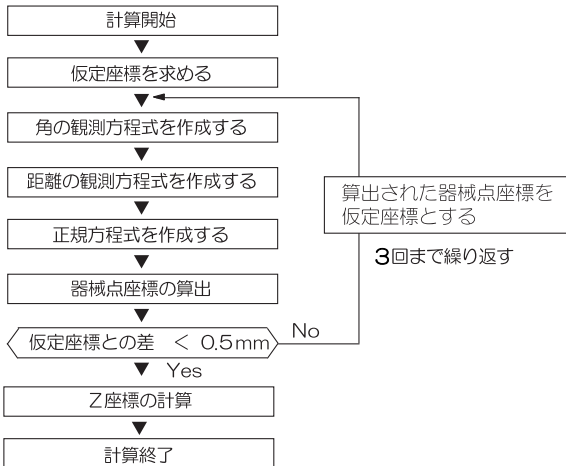 計算開始
仮定座標を求める
角の観測方程式を作成する
距離の観測方程式を作成する
正規方程式を作成する
器械点座標の算出
仮定座標との差 < 0.5mm
No
Yes
Z座標の計算
計算終了
算出された器械点座標を
仮定座標とする
3回まで繰り返す